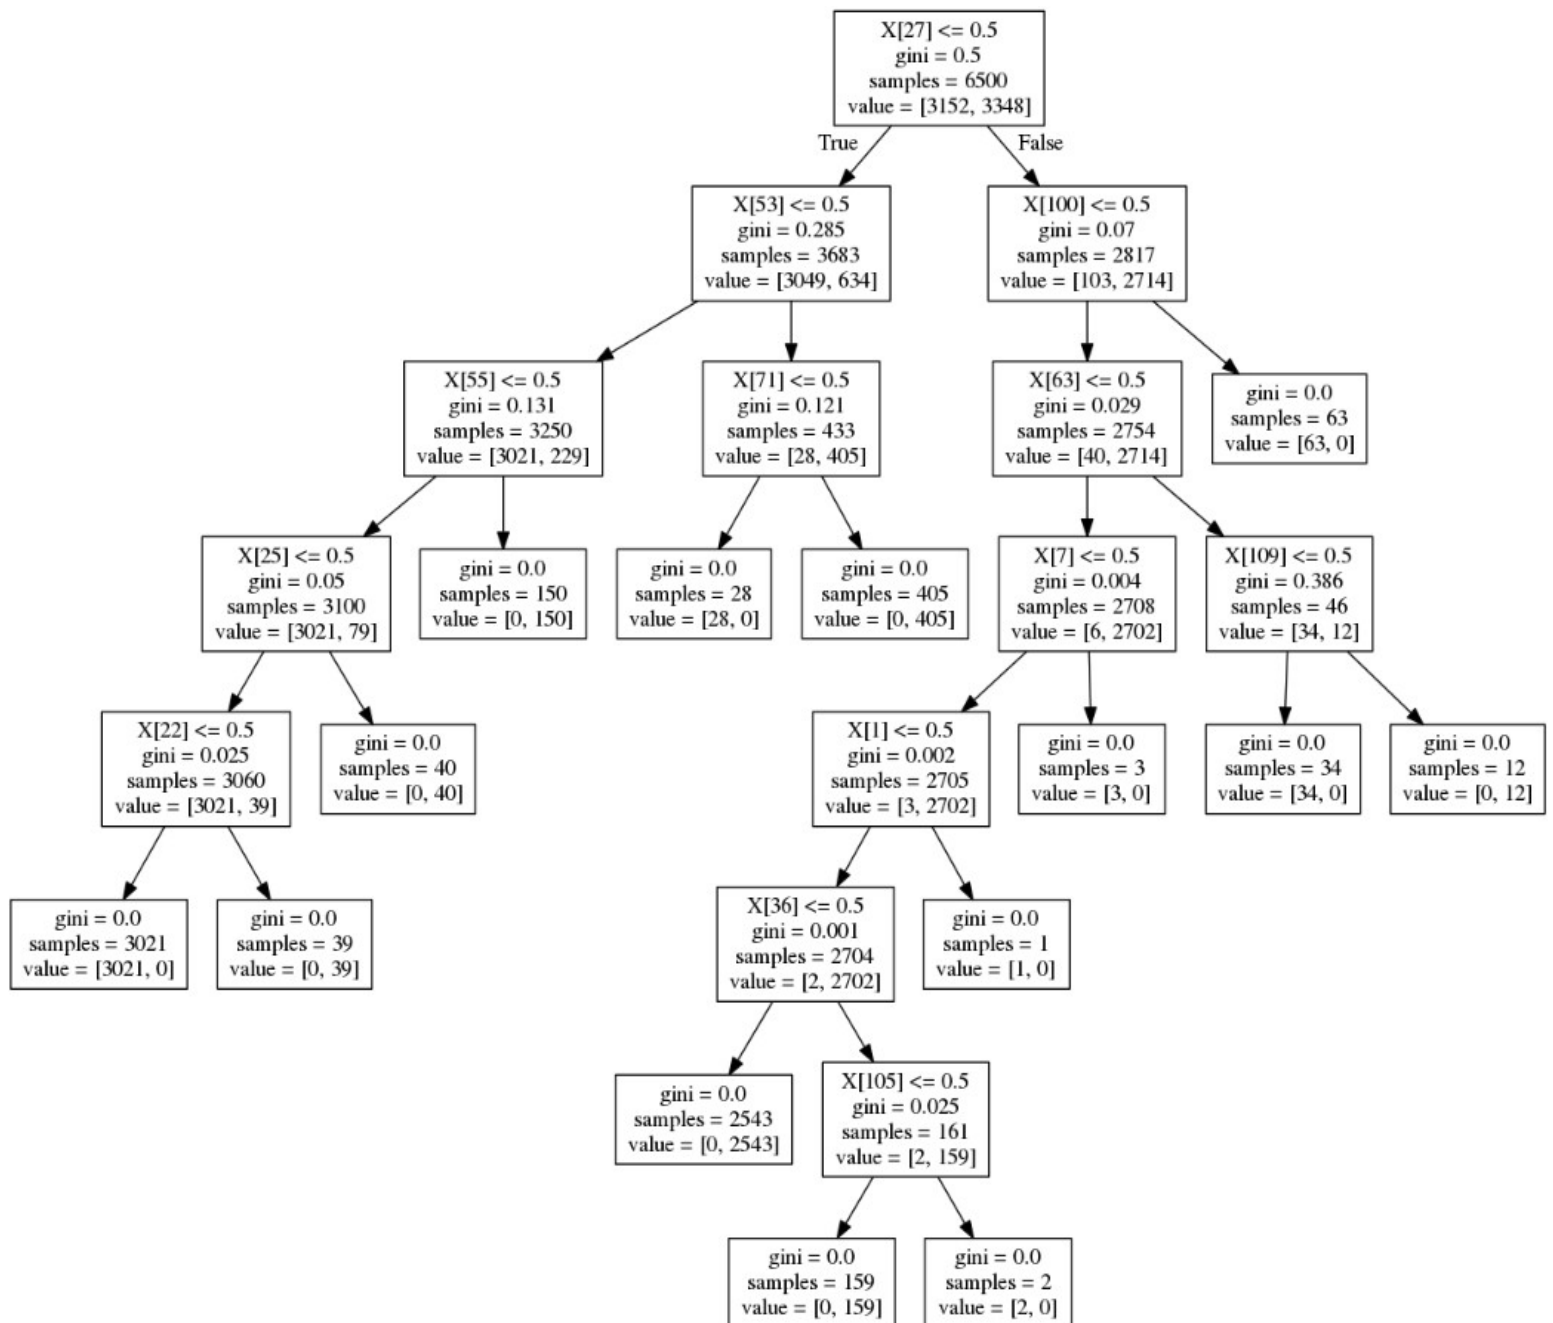 X[27] <= 0.5
gini = 0.5
samples = 6500
value = [3152, 3348]
True
False
X[53] <= 0.5
gini = 0.285
samples = 3683
value = [3049, 634]
X[100] <= 0.5
gini = 0.07
samples = 2817
value = [103, 2714]
X[55] <= 0.5
gini = 0.131
samples = 3250
value = [3021, 229]
X[71] <= 0.5
gini = 0.121
samples = 433
value = [28, 405]
X[63] <= 0.5
gini = 0.029
samples = 2754
value = [40, 2714]
gini = 0.0
samples = 63
value = [63, 0]
X[25] <= 0.5
gini = 0.05
samples = 3100
value = [3021, 79]
gini = 0.0
samples = 150
value = [0, 150]
gini = 0.0
samples = 28
value = [28, 0]
gini = 0.0
samples = 405
value = [0, 405]
X[7] <= 0.5
gini = 0.004
samples = 2708
value = [6, 2702]
X[109] <= 0.5
gini = 0.386
samples = 46
value = [34, 12]
X[22] <= 0.5
gini = 0.025
samples = 3060
value = [3021, 39]
gini = 0.0
samples = 40
value = [0, 40]
X[1] <= 0.5
gini = 0.002
samples = 2705
value = [3, 2702]
gini = 0.0
samples = 3
value = [3, 0]
gini = 0.0
samples = 34
value = [34, 0]
gini = 0.0
samples = 12
value = [0, 12]
gini = 0.0
samples = 3021
value = [3021, 0]
gini = 0.0
samples = 39
value = [0, 39]
X[36] <= 0.5
gini = 0.001
samples = 2704
value = [2, 2702]
gini = 0.0
samples = 1
value = [1, 0]
gini = 0.0
samples = 2543
value = [0, 2543]
X[105] <= 0.5
gini = 0.025
samples = 161
value = [2, 159]
gini = 0.0
samples = 159
value = [0, 159]
gini = 0.0
samples = 2
value = [2, 0]